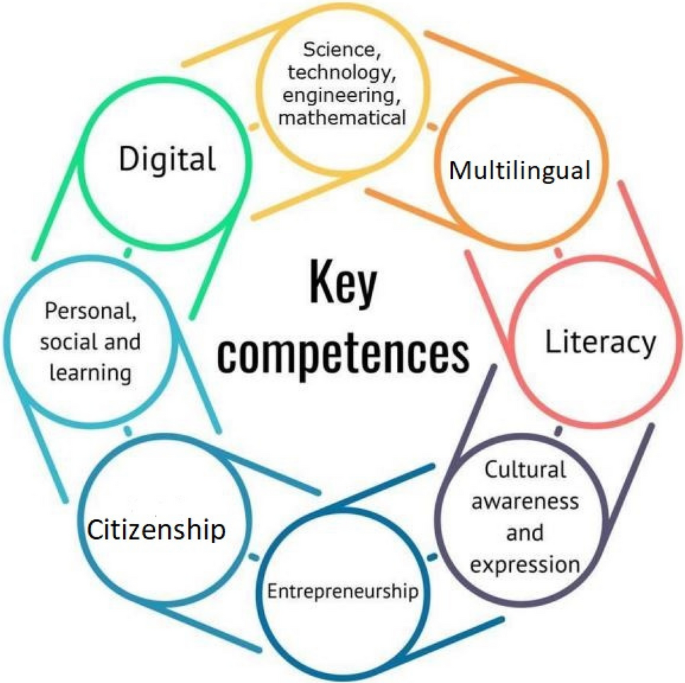 Key
competences
Science,
technology,
engineering,
mathematical
Multilingual
Literacy
Cultural
awareness
and
expression
Entrepreneurship
Citizenship
Personal,
social and
learning
Digital